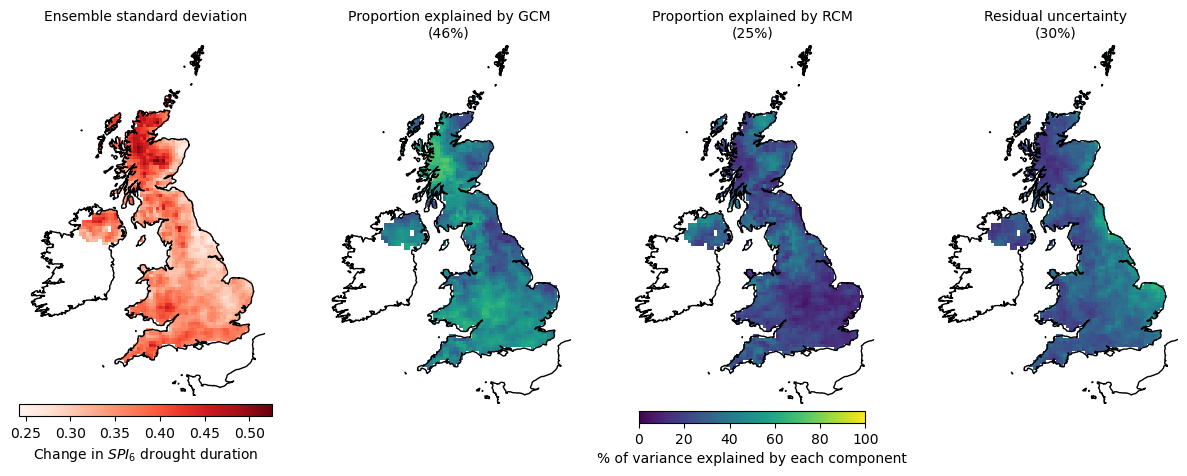 Ensemble standard deviation
Proportion explained by GCM
(46%)
Proportion explained by RCM
(25%)
Residual uncertainty
(30%)
0.25 0.30 0.35 0.40 0.45 0.50
Change in SPI₆ drought duration
0 20 40 60 80 100
% of variance explained by each component